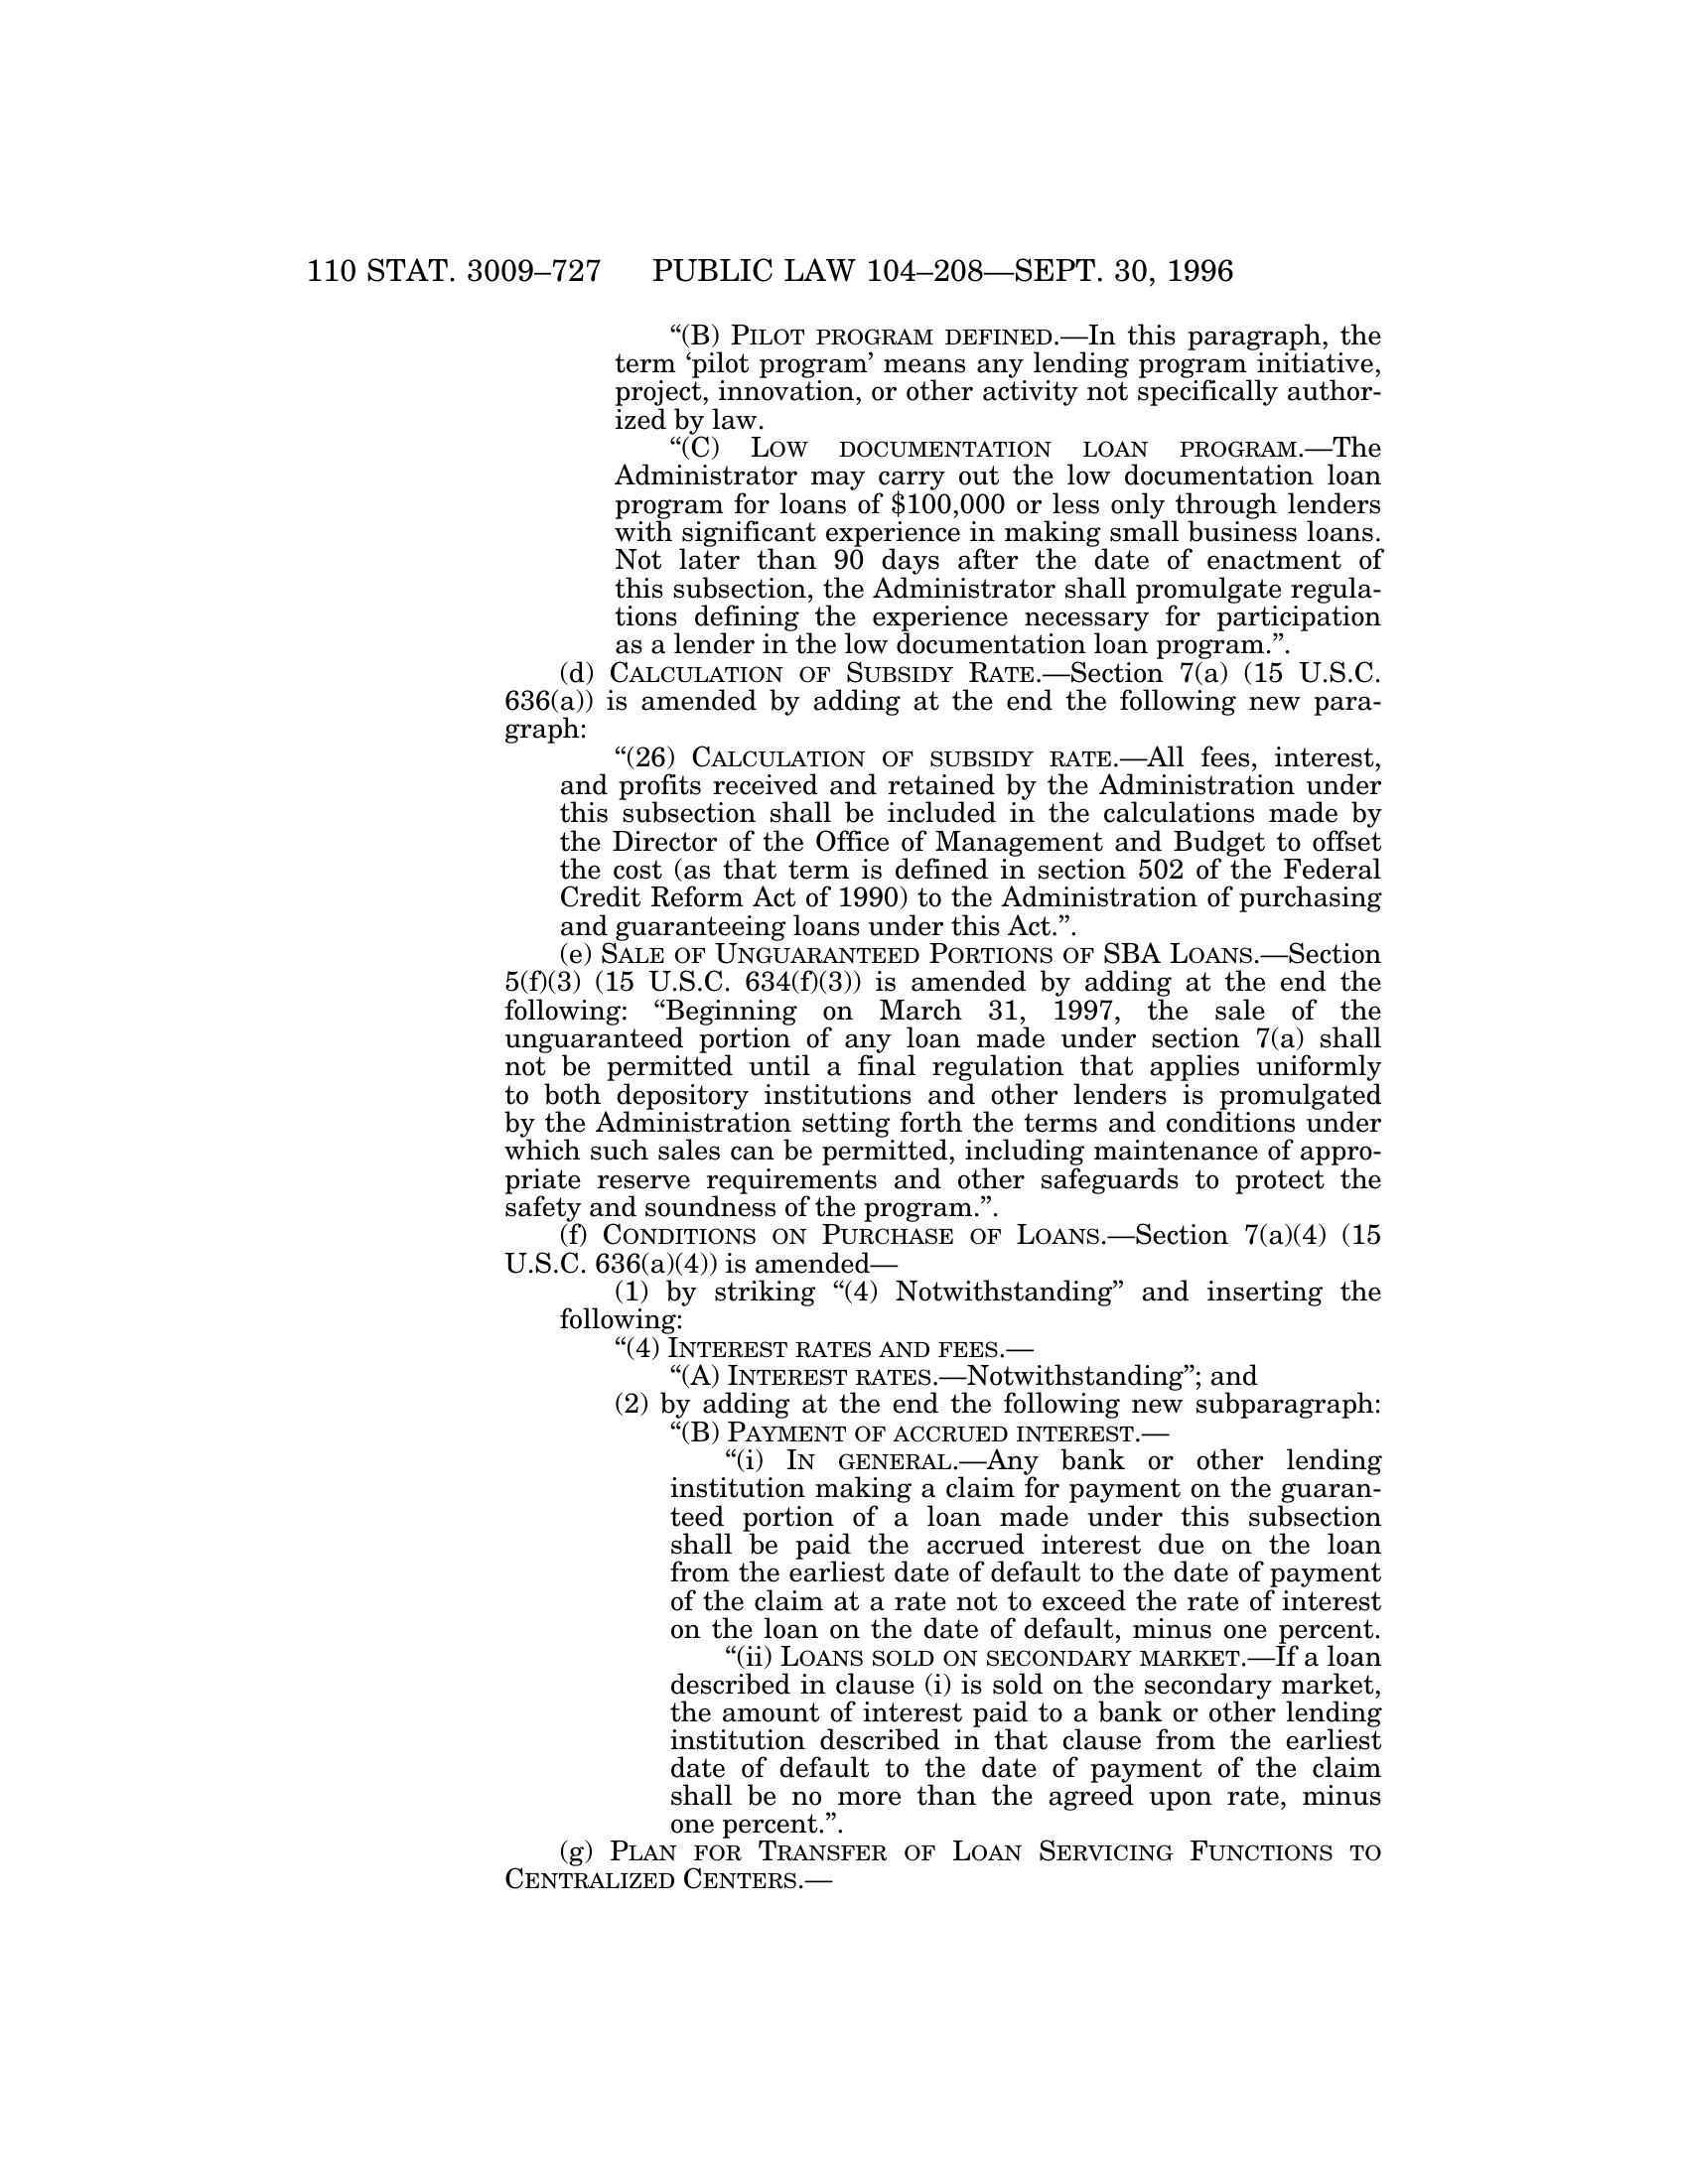 110 STAT. 3009–727 PUBLIC LAW 104–208—SEPT. 30, 1996
“(B) PILOT PROGRAM DEFINED.—In this paragraph, the
term ‘pilot program’ means any lending program initiative,
project, innovation, or other activity not specifically author-
ized by law.
“(C) LOW DOCUMENTATION LOAN PROGRAM.—The
Administrator may carry out the low documentation loan
program for loans of $100,000 or less only through lenders
with significant experience in making small business loans.
Not later than 90 days after the date of enactment of
this subsection, the Administrator shall promulgate regula-
tions defining the experience necessary for participation
as a lender in the low documentation loan program.”.
(d) CALCULATION OF SUBSIDY RATE.—Section 7(a) (15 U.S.C.
636(a)) is amended by adding at the end the following new para-
graph:
“(26) CALCULATION OF SUBSIDY RATE.—All fees, interest,
and profits received and retained by the Administration under
this subsection shall be included in the calculations made by
the Director of the Office of Management and Budget to offset
the cost (as that term is defined in section 502 of the Federal
Credit Reform Act of 1990) to the Administration of purchasing
and guaranteeing loans under this Act.”.
(e) SALE OF UNGUARANTEED PORTIONS OF SBA LOANS.—Section
5(f)(3) (15 U.S.C. 634(f)(3)) is amended by adding at the end the
following: “Beginning on March 31, 1997, the sale of the
unguaranteed portion of any loan made under section 7(a) shall
not be permitted until a final regulation that applies uniformly
to both depository institutions and other lenders is promulgated
by the Administration setting forth the terms and conditions under
which such sales can be permitted, including maintenance of appro-
priate reserve requirements and other safeguards to protect the
safety and soundness of the program.”.
(f) CONDITIONS ON PURCHASE OF LOANS.—Section 7(a)(4) (15
U.S.C. 636(a)(4)) is amended—
(1) by striking “(4) Notwithstanding” and inserting the
following:
“(4) INTEREST RATES AND FEES.—
“(A) INTEREST RATES.—Notwithstanding”; and
(2) by adding at the end the following new subparagraph:
“(B) PAYMENT OF ACCRUED INTEREST.—
“(i) IN GENERAL.—Any bank or other lending
institution making a claim for payment on the guaran-
teed portion of a loan made under this subsection
shall be paid the accrued interest due on the loan
from the earliest date of default to the date of payment
of the claim at a rate not to exceed the rate of interest
on the loan on the date of default, minus one percent.
“(ii) LOANS SOLD ON SECONDARY MARKET.—If a loan
described in clause (i) is sold on the secondary market,
the amount of interest paid to a bank or other lending
institution described in that clause from the earliest
date of default to the date of payment of the claim
shall be no more than the agreed upon rate, minus
one percent.”.
(g) PLAN FOR TRANSFER OF LOAN SERVICING FUNCTIONS TO
CENTRALIZED CENTERS.—